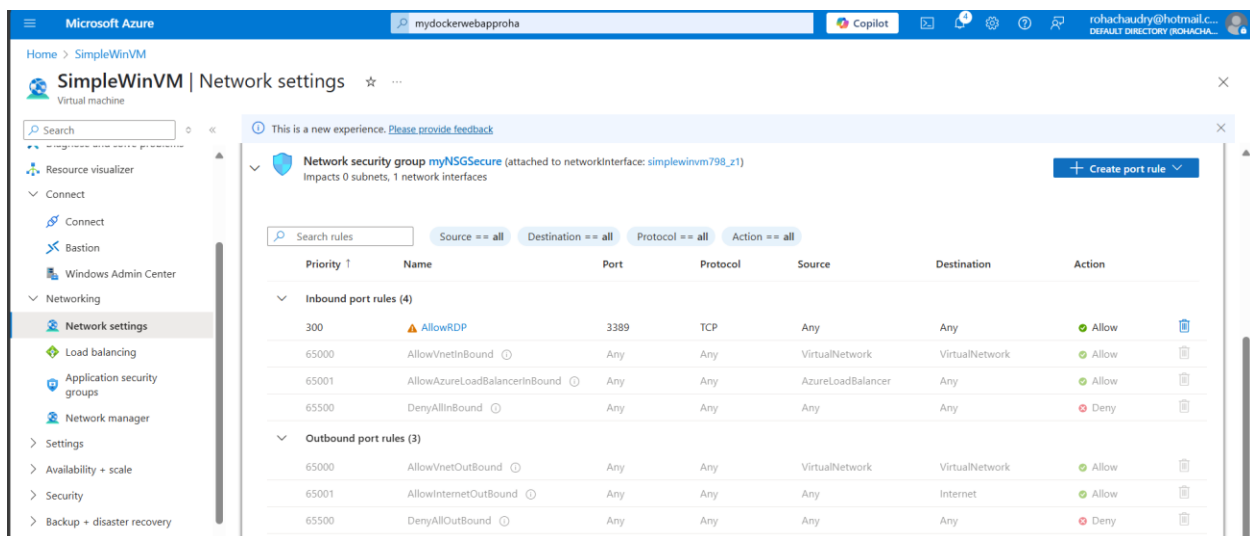 Microsoft Azure
mydockerwebapproha
Copilot
4
rohachaudry@hotmail.c...
DEFAULT DIRECTORY (ROHACHA...
Home > SimpleWinVM
SimpleWinVM | Network settings
Virtual machine
Search
Diagnose and solve problems
Resource visualizer
Connect
Connect
Bastion
Windows Admin Center
Networking
Network settings
Load balancing
Application security
groups
Network manager
Settings
Availability + scale
Security
Backup + disaster recovery
This is a new experience. Please provide feedback
Network security group myNSGSecure (attached to networkInterface: simplewinvm798_z1)
Impacts 0 subnets, 1 network interfaces
+ Create port rule
Search rules Source == all Destination == all Protocol == all Action == all
Priority ↑ Name Port Protocol Source Destination Action
Inbound port rules (4)
300 AllowRDP 3389 TCP Any Any Allow
65000 AllowVnetInBound Any Any VirtualNetwork VirtualNetwork Allow
65001 AllowAzureLoadBalancerInBound Any Any AzureLoadBalancer Any Allow
65500 DenyAllInBound Any Any Any Any Deny
Outbound port rules (3)
65000 AllowVnetOutBound Any Any VirtualNetwork VirtualNetwork Allow
65001 AllowInternetOutBound Any Any Any Internet Allow
65500 DenyAllOutBound Any Any Any Any Deny